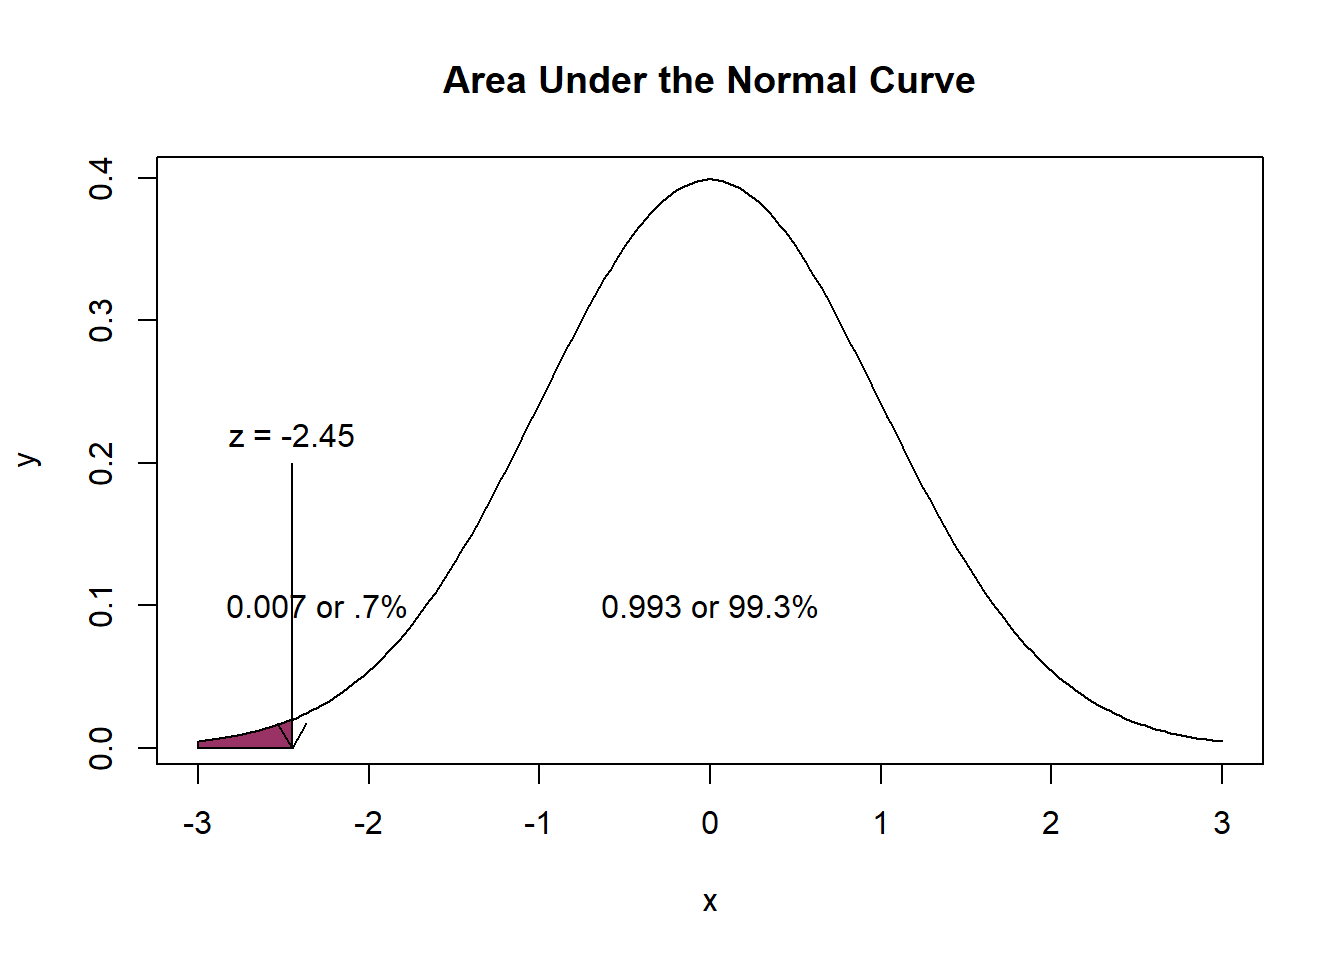 Area Under the Normal Curve
0.4
0.3
0.2
0.1
0.0
y
z = -2.45
0.007 or .7%
0.993 or 99.3%
-3 -2 -1 0 1 2 3
x